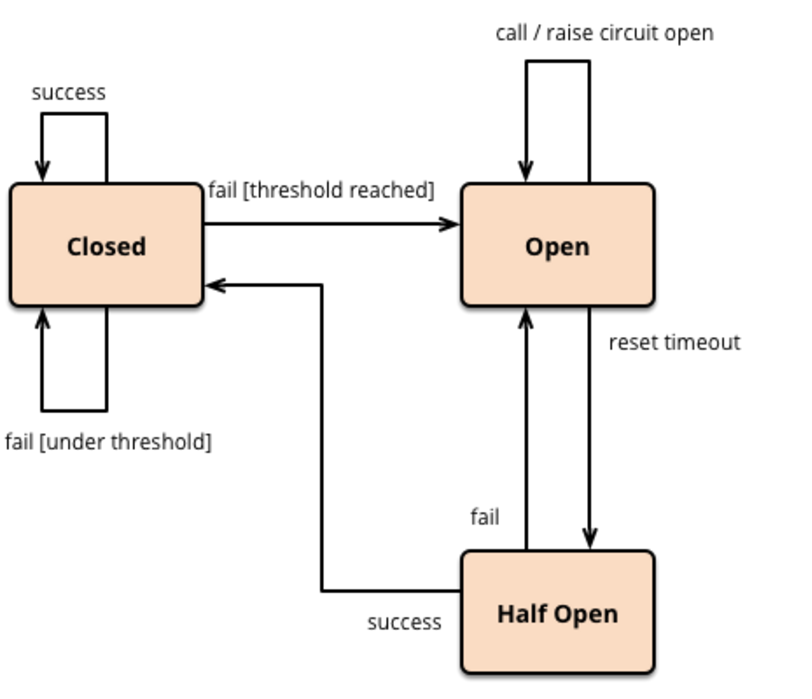 call / raise circuit open
success
fail [threshold reached]
Closed
Open
reset timeout
fail [under threshold]
fail
Half Open
success